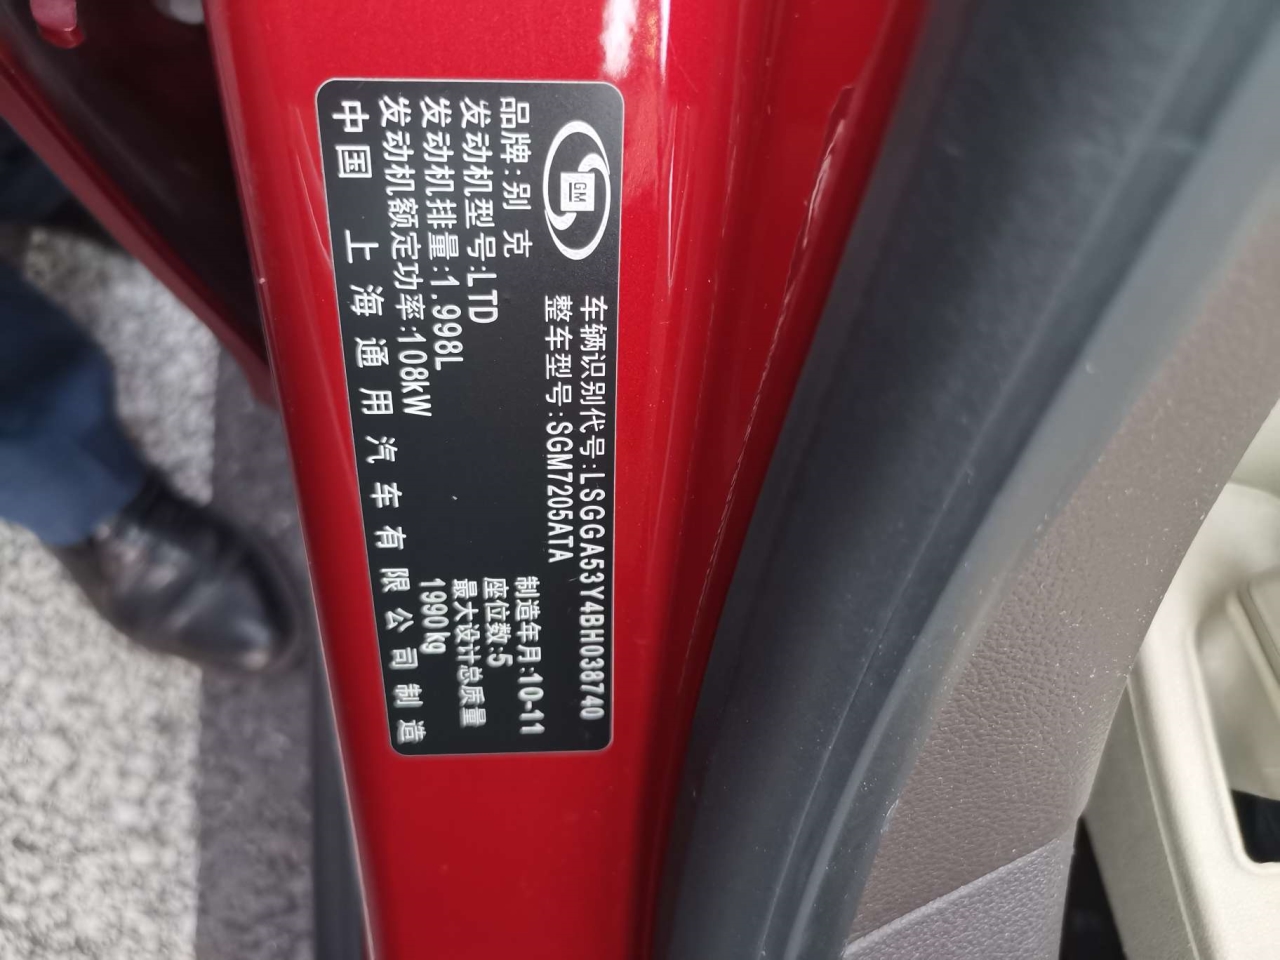 GM
车辆识别代号:LSGGA53Y4BH038740
整车型号:SGM7205ATA
品牌:别克
发动机型号:LTD
发动机排量:1.998L
发动机额定功率:108kW
制造年月:10-11
座位数:5
最大设计总质量
1990kg
中国 上海通用汽车有限公司制造